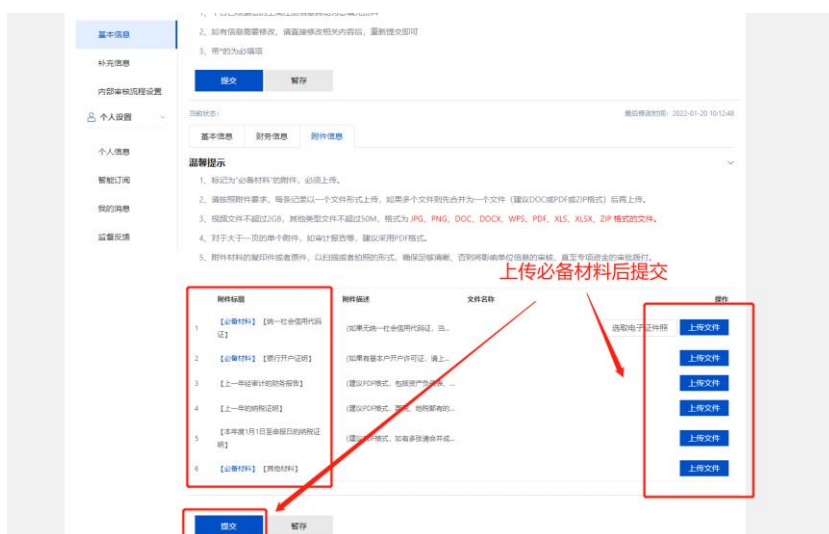 基本信息
2、如有信息需要修改，请直接修改相关内容后，重新提交即可
补充信息
3、带*的为必填项
内部审核流程设置
提交
暂存
个人设置
当前状态：
最后修改时间：2022-01-20 10:12:48
基本信息
财务信息
附件信息
个人信息
温馨提示
智能订阅
1、标记为“必备材料”的附件，必须上传。
2、请按照附件要求，每条记录以一个文件形式上传，如果多个文件则先合并为一个文件（建议DOC或PDF或ZIP格式）后再上传。
我的消息
3、视频文件不超过2GB，其他类型文件不超过50M，格式为 JPG、PNG、DOC、DOCX、WPS、PDF、XLS、XLSX、ZIP 格式的文件。
监督反馈
4、对于大于一页的单个附件，如审计报告等，建议采用PDF格式。
5、附件材料的复印件或者原件，以扫描或者拍照的形式，确保足够清晰，否则将影响单位信息的审核，直至专项资金的审批拨付。
上传必备材料后提交
附件标题 附件描述 文件名称 操作
1 【必备材料】【统一社会信用代码证】 （如果无统一社会信用代码证，当... 选取电子证件照 上传文件
2 【必备材料】【银行开户证明】 （如果有基本户开户许可证，请上... 上传文件
3 【上一年经审计的财务报告】 （建议PDF格式，包括资产负债表、... 上传文件
4 【上一年的纳税证明】 （建议PDF格式，国税、地税都有的... 上传文件
5 【本年度1月1日至申报日的纳税证明】 （建议PDF格式，如有多张请合并成... 上传文件
6 【必备材料】【其他材料】 上传文件
提交
暂存